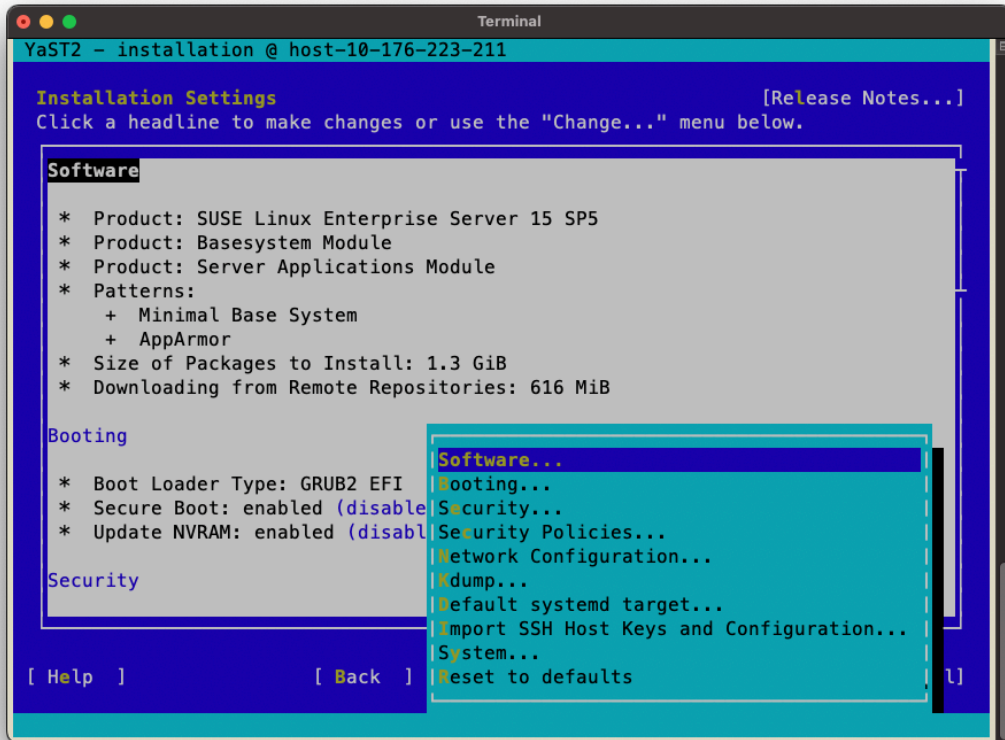 Terminal
YaST2 - installation @ host-10-176-223-211
Installation Settings [Release Notes...]
Click a headline to make changes or use the "Change..." menu below.
Software
* Product: SUSE Linux Enterprise Server 15 SP5
* Product: Basesystem Module
* Product: Server Applications Module
* Patterns:
+ Minimal Base System
+ AppArmor
* Size of Packages to Install: 1.3 GiB
* Downloading from Remote Repositories: 616 MiB
Booting
* Boot Loader Type: GRUB2 EFI
* Secure Boot: enabled (disable
* Update NVRAM: enabled (disabl
Security
Software...
Booting...
Security...
Security Policies...
Network Configuration...
Kdump...
Default systemd target...
Import SSH Host Keys and Configuration...
System...
Reset to defaults
[ Help ] [ Back ] l]